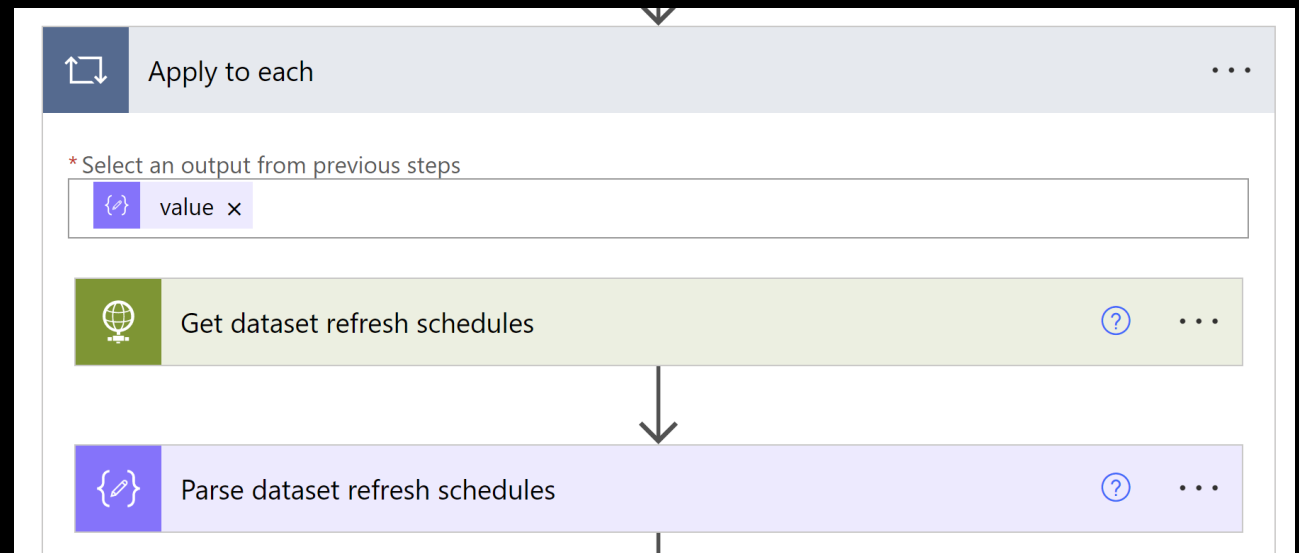 Apply to each
* Select an output from previous steps
value
Get dataset refresh schedules
Parse dataset refresh schedules